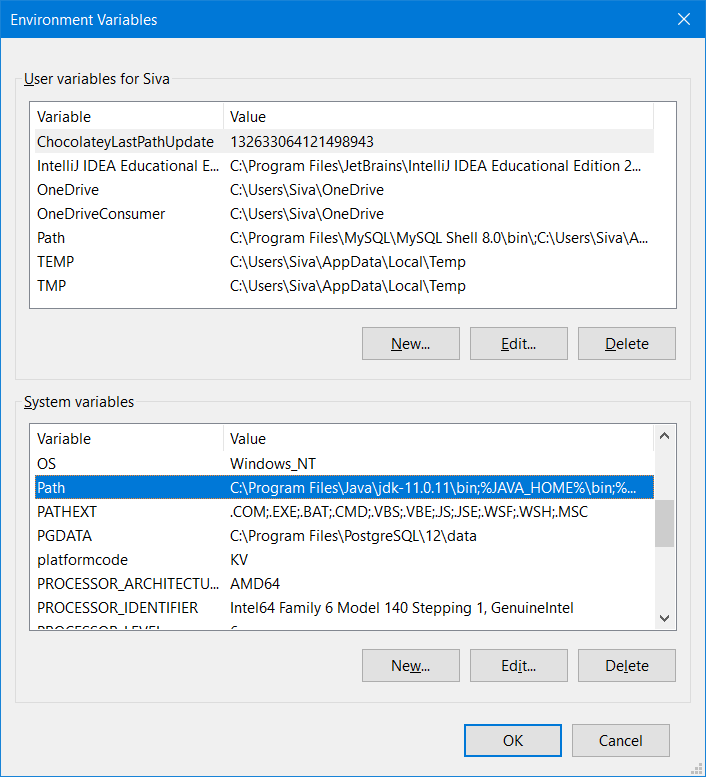 Environment Variables
User variables for Siva
Variable Value
ChocolateyLastPathUpdate 132633064121498943
IntelliJ IDEA Educational E... C:\Program Files\JetBrains\IntelliJ IDEA Educational Edition 2...
OneDrive C:\Users\Siva\OneDrive
OneDriveConsumer C:\Users\Siva\OneDrive
Path C:\Program Files\MySQL\MySQL Shell 8.0\bin\;C:\Users\Siva\A...
TEMP C:\Users\Siva\AppData\Local\Temp
TMP C:\Users\Siva\AppData\Local\Temp
New... Edit... Delete
System variables
Variable Value
OS Windows_NT
Path C:\Program Files\Java\jdk-11.0.11\bin;%JAVA_HOME%\bin;%...
PATHEXT .COM;.EXE;.BAT;.CMD;.VBS;.VBE;.JS;.JSE;.WSF;.WSH;.MSC
PGDATA C:\Program Files\PostgreSQL\12\data
platformcode KV
PROCESSOR_ARCHITECTU... AMD64
PROCESSOR_IDENTIFIER Intel64 Family 6 Model 140 Stepping 1, GenuineIntel
PROCESSOR_LEVEL 6
New... Edit... Delete
OK Cancel